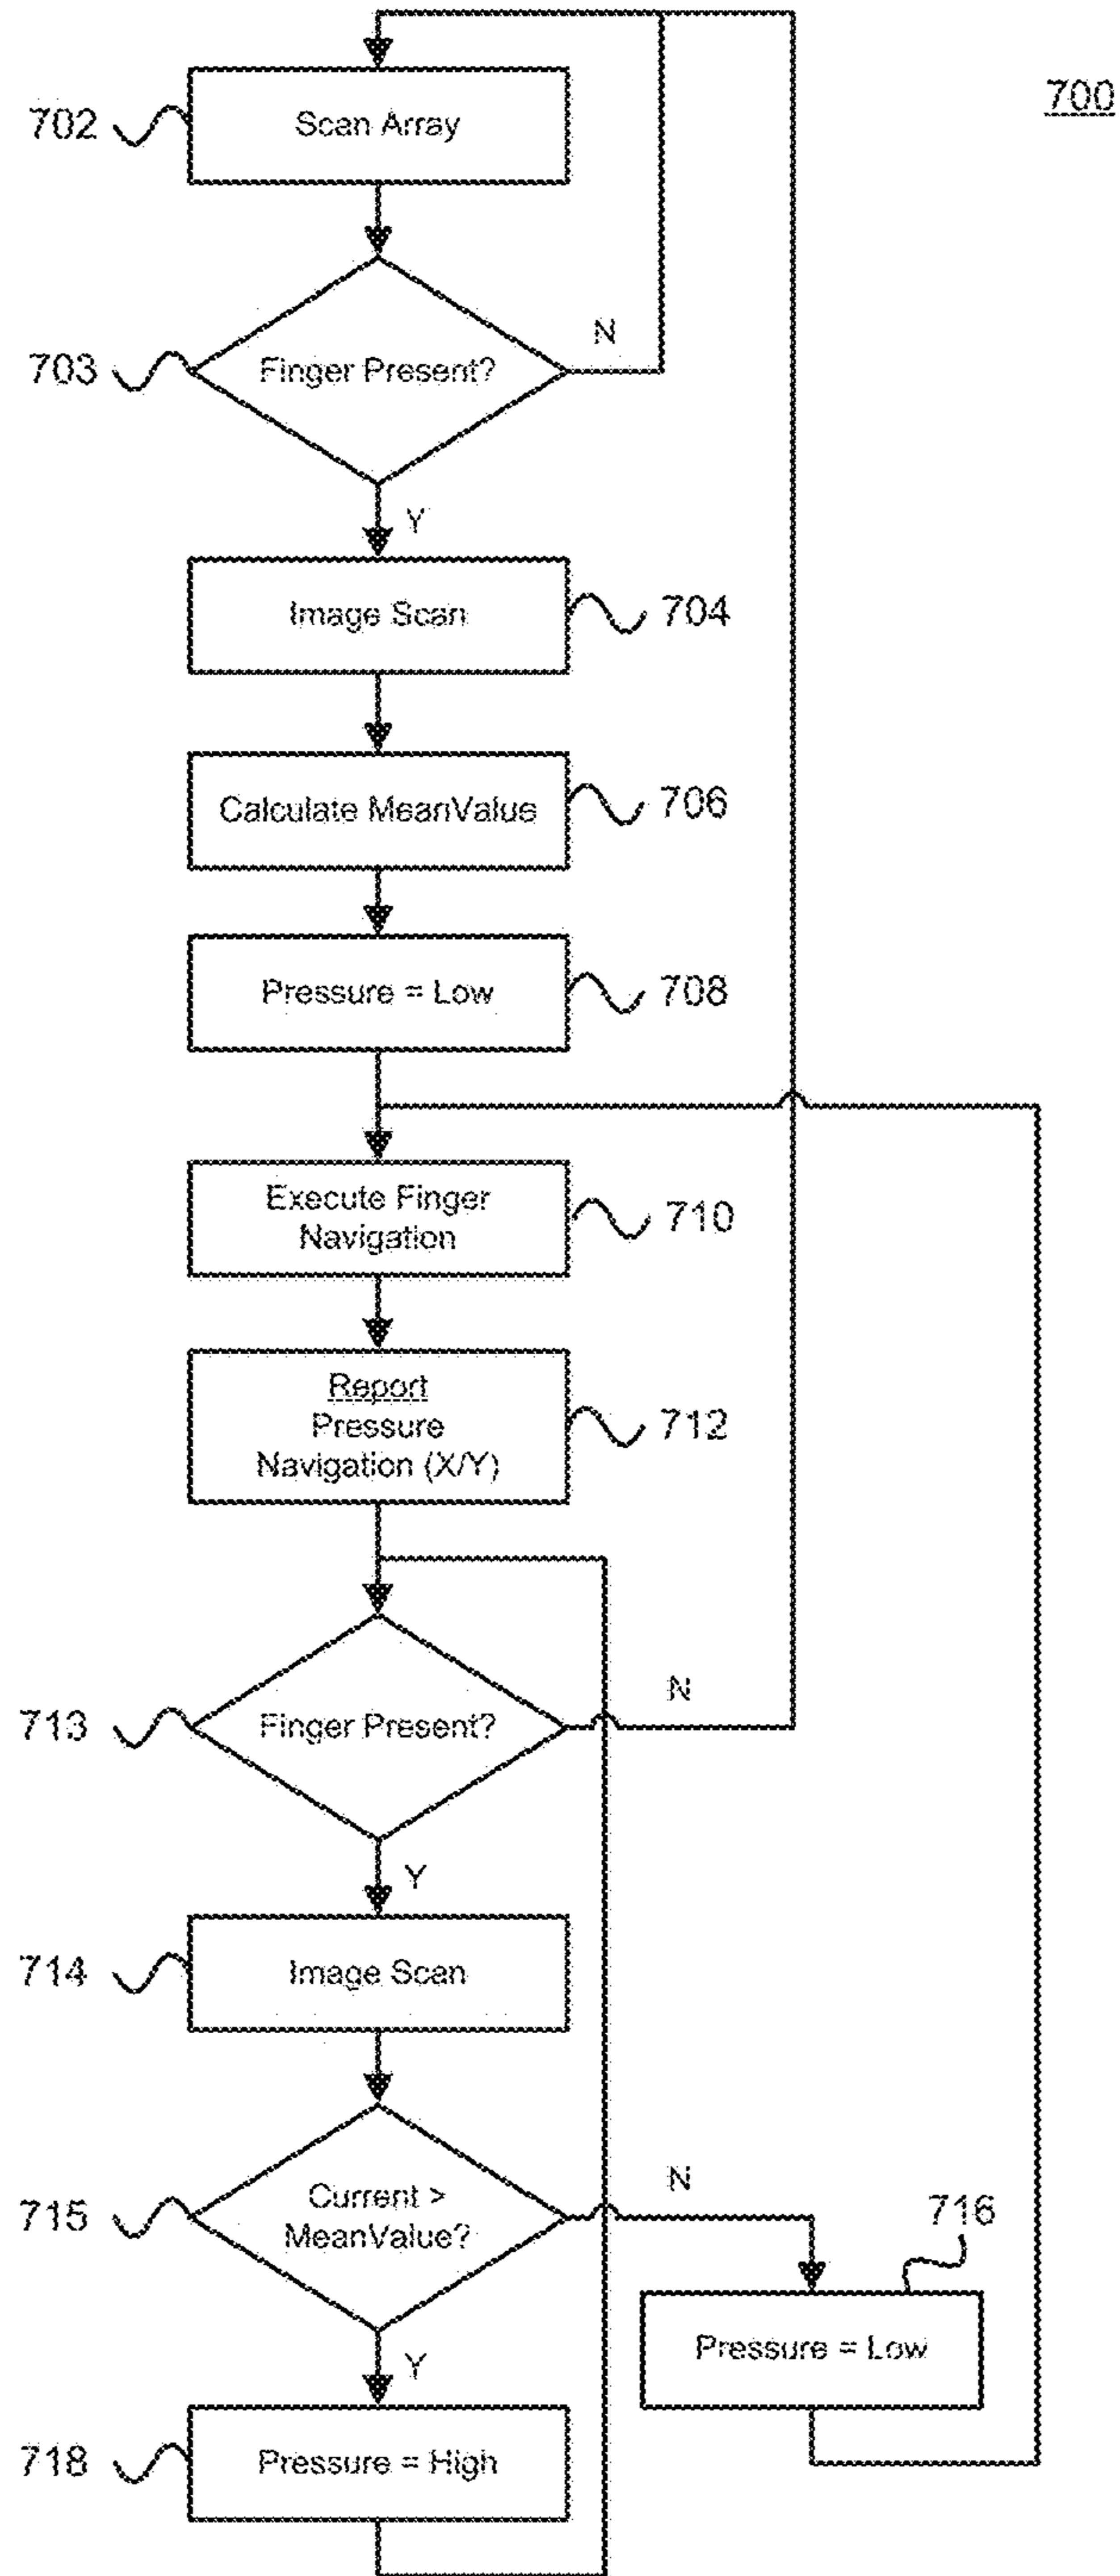 700
702
Scan Array
N
703
Finger Present?
Y
Image Scan
704
Calculate MeanValue
706
Pressure = Low
708
Execute Finger
Navigation
710
Report
Pressure
Navigation (X/Y)
712
N
713
Finger Present?
Y
714
Image Scan
N
715
Current >
MeanValue?
716
Pressure = Low
Y
718
Pressure = High